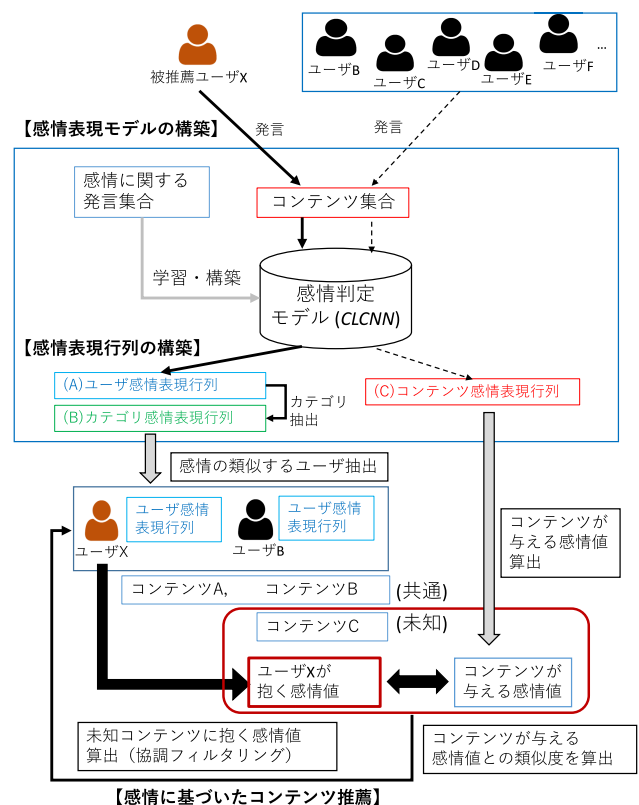 被推薦ユーザX
ユーザB
ユーザC
ユーザD
ユーザE
ユーザF
...
【感情表現モデルの構築】
発言
発言
感情に関する
発言集合
コンテンツ集合
学習・構築
感情判定
モデル (CLCNN)
【感情表現行列の構築】
(A)ユーザ感情表現行列
(B)カテゴリ感情表現行列
カテゴリ
抽出
(C)コンテンツ感情表現行列
感情の類似するユーザ抽出
ユーザX
ユーザ感情
表現行列
ユーザB
ユーザ感情
表現行列
コンテンツが
与える感情値
算出
コンテンツA, コンテンツB (共通)
コンテンツC (未知)
ユーザXが
抱く感情値
コンテンツが
与える感情値
未知コンテンツに抱く感情値
算出（協調フィルタリング）
コンテンツが与える
感情値との類似度を算出
【感情に基づいたコンテンツ推薦】